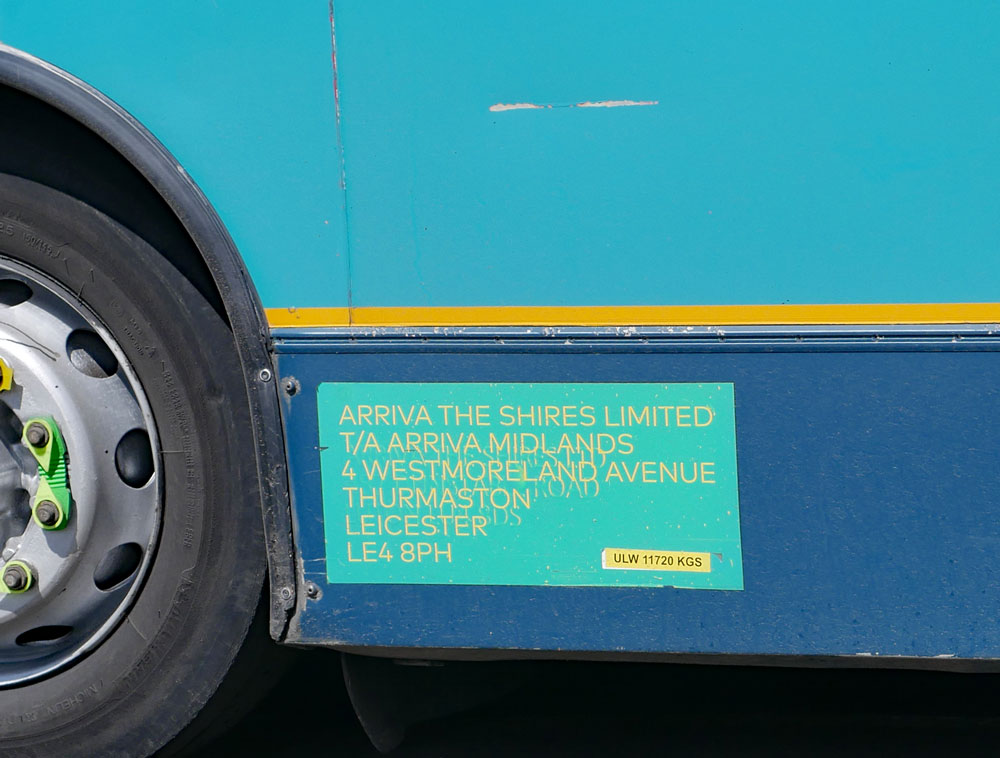 ARRIVA THE SHIRES LIMITED
T/A ARRIVA MIDLANDS
4 WESTMORELAND AVENUE
THURMASTON
LEICESTER
LE4 8PH
ULW 11720 KGS